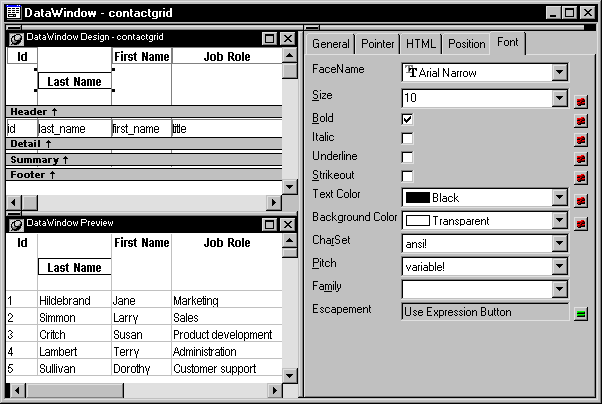 DataWindow - contactgrid
DataWindow Design - contactgrid
Id First Name Job Role
Last Name
Header ↑
id last_name first_name title
Detail ↑
Summary ↑
Footer ↑
DataWindow Preview
Id First Name Job Role
Last Name
1 Hildebrand Jane Marketing
2 Simmon Larry Sales
3 Critch Susan Product development
4 Lambert Terry Administration
5 Sullivan Dorothy Customer support
General Pointer HTML Position Font
FaceName Arial Narrow
Size 10
Bold
Italic
Underline
Strikeout
Text Color Black
Background Color Transparent
CharSet ansi!
Pitch variable!
Family
Escapement Use Expression Button